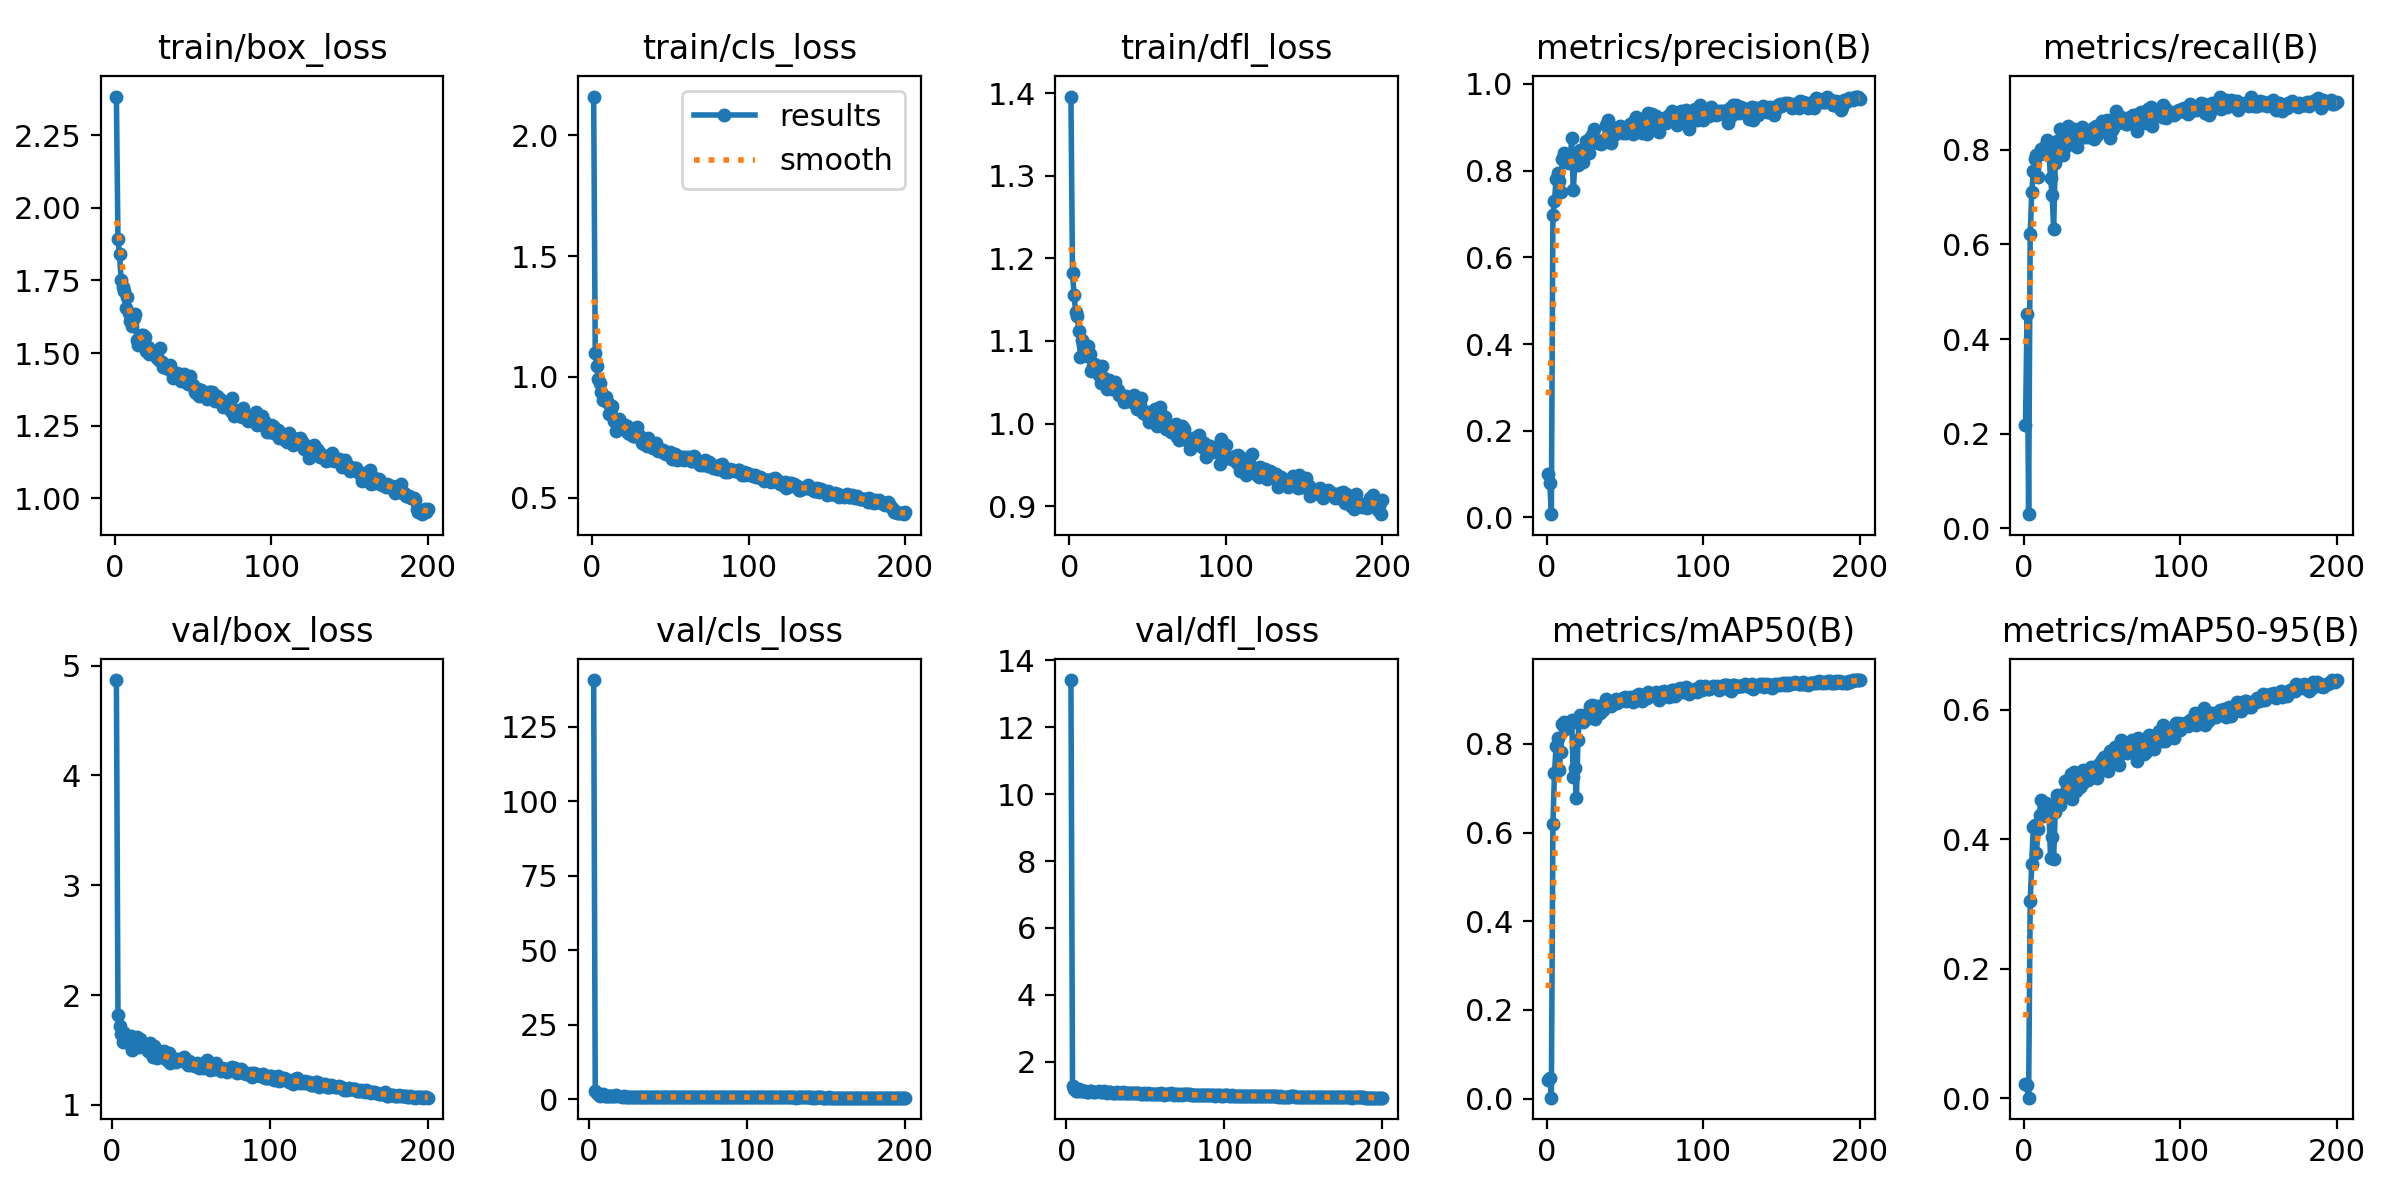 train/box_loss
2.25
2.00
1.75
1.50
1.25
1.00
0 100 200
train/cls_loss
results
smooth
2.0
1.5
1.0
0.5
0 100 200
train/dfl_loss
1.4
1.3
1.2
1.1
1.0
0.9
0 100 200
metrics/precision(B)
1.0
0.8
0.6
0.4
0.2
0.0
0 100 200
metrics/recall(B)
0.8
0.6
0.4
0.2
0.0
0 100 200
val/box_loss
5
4
3
2
1
0 100 200
val/cls_loss
125
100
75
50
25
0
0 100 200
val/dfl_loss
14
12
10
8
6
4
2
0 100 200
metrics/mAP50(B)
0.8
0.6
0.4
0.2
0.0
0 100 200
metrics/mAP50-95(B)
0.6
0.4
0.2
0.0
0 100 200